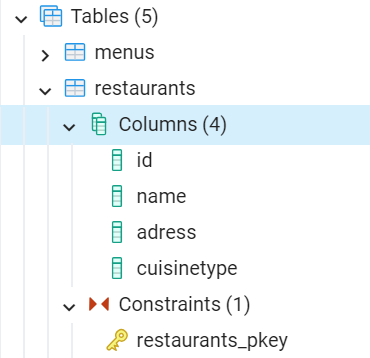 Tables (5)
menus
restaurants
Columns (4)
id
name
adress
cuisinetype
Constraints (1)
restaurants_pkey